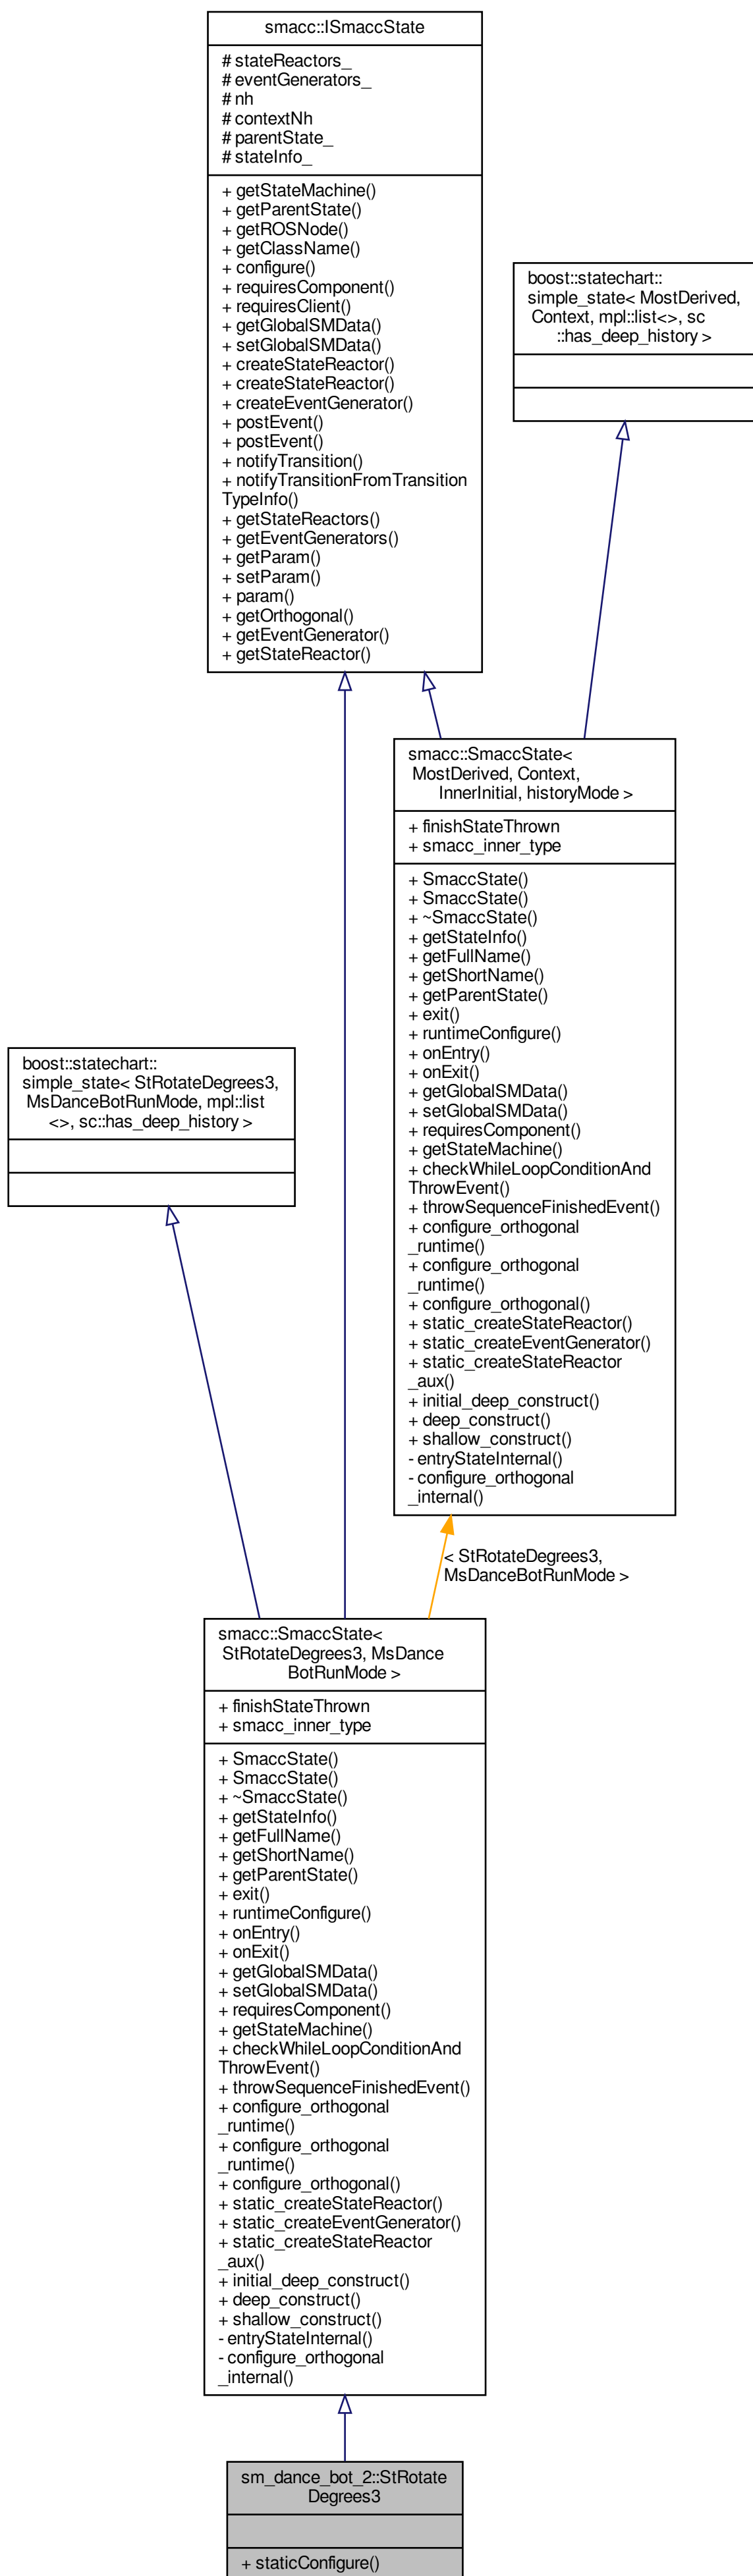 smacc::ISmaccState
# stateReactors_
# eventGenerators_
# nh
# contextNh
# parentState_
# stateInfo_
+ getStateMachine()
+ getParentState()
+ getROSNode()
+ getClassName()
+ configure()
+ requiresComponent()
+ requiresClient()
+ getGlobalSMData()
+ setGlobalSMData()
+ createStateReactor()
+ createStateReactor()
+ createEventGenerator()
+ postEvent()
+ postEvent()
+ notifyTransition()
+ notifyTransitionFromTransition
TypeInfo()
+ getStateReactors()
+ getEventGenerators()
+ getParam()
+ setParam()
+ param()
+ getOrthogonal()
+ getEventGenerator()
+ getStateReactor()
boost::statechart::
simple_state< MostDerived,
Context, mpl::list<>, sc
::has_deep_history >
smacc::SmaccState<
MostDerived, Context,
InnerInitial, historyMode >
+ finishStateThrown
+ smacc_inner_type
+ SmaccState()
+ SmaccState()
+ ~SmaccState()
+ getStateInfo()
+ getFullName()
+ getShortName()
+ getParentState()
+ exit()
+ runtimeConfigure()
+ onEntry()
+ onExit()
+ getGlobalSMData()
+ setGlobalSMData()
+ requiresComponent()
+ getStateMachine()
+ checkWhileLoopConditionAnd
ThrowEvent()
+ throwSequenceFinishedEvent()
+ configure_orthogonal
_runtime()
+ configure_orthogonal
_runtime()
+ configure_orthogonal()
+ static_createStateReactor()
+ static_createEventGenerator()
+ static_createStateReactor
_aux()
+ initial_deep_construct()
+ deep_construct()
+ shallow_construct()
- entryStateInternal()
- configure_orthogonal
_internal()
boost::statechart::
simple_state< StRotateDegrees3,
MsDanceBotRunMode, mpl::list
<>, sc::has_deep_history >
< StRotateDegrees3,
MsDanceBotRunMode >
smacc::SmaccState<
StRotateDegrees3, MsDance
BotRunMode >
+ finishStateThrown
+ smacc_inner_type
+ SmaccState()
+ SmaccState()
+ ~SmaccState()
+ getStateInfo()
+ getFullName()
+ getShortName()
+ getParentState()
+ exit()
+ runtimeConfigure()
+ onEntry()
+ onExit()
+ getGlobalSMData()
+ setGlobalSMData()
+ requiresComponent()
+ getStateMachine()
+ checkWhileLoopConditionAnd
ThrowEvent()
+ throwSequenceFinishedEvent()
+ configure_orthogonal
_runtime()
+ configure_orthogonal
_runtime()
+ configure_orthogonal()
+ static_createStateReactor()
+ static_createEventGenerator()
+ static_createStateReactor
_aux()
+ initial_deep_construct()
+ deep_construct()
+ shallow_construct()
- entryStateInternal()
- configure_orthogonal
_internal()
sm_dance_bot_2::StRotate
Degrees3
+ staticConfigure()